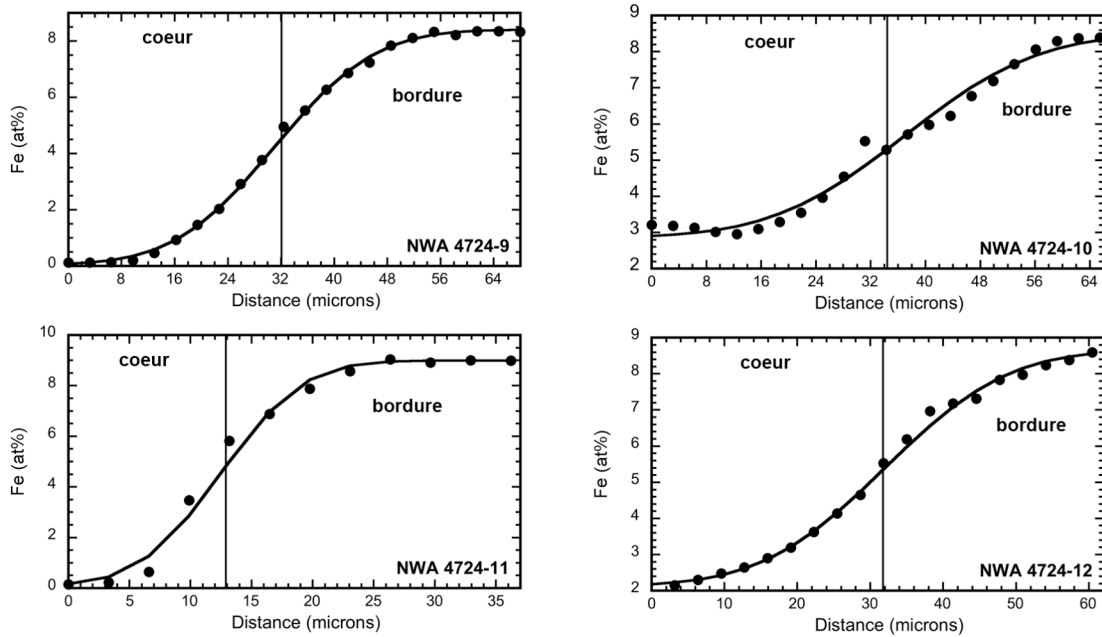 coeur
bordure
NWA 4724-9
Fe (at%)
0 2 4 6 8
0 8 16 24 32 40 48 56 64
Distance (microns)
coeur
bordure
NWA 4724-10
Fe (at%)
2 3 4 5 6 7 8 9
0 8 16 24 32 40 48 56 64
Distance (microns)
coeur
bordure
NWA 4724-11
Fe (at%)
0 2 4 6 8 10
0 5 10 15 20 25 30 35
Distance (microns)
coeur
bordure
NWA 4724-12
Fe (at%)
2 3 4 5 6 7 8 9
0 10 20 30 40 50 60
Distance (microns)